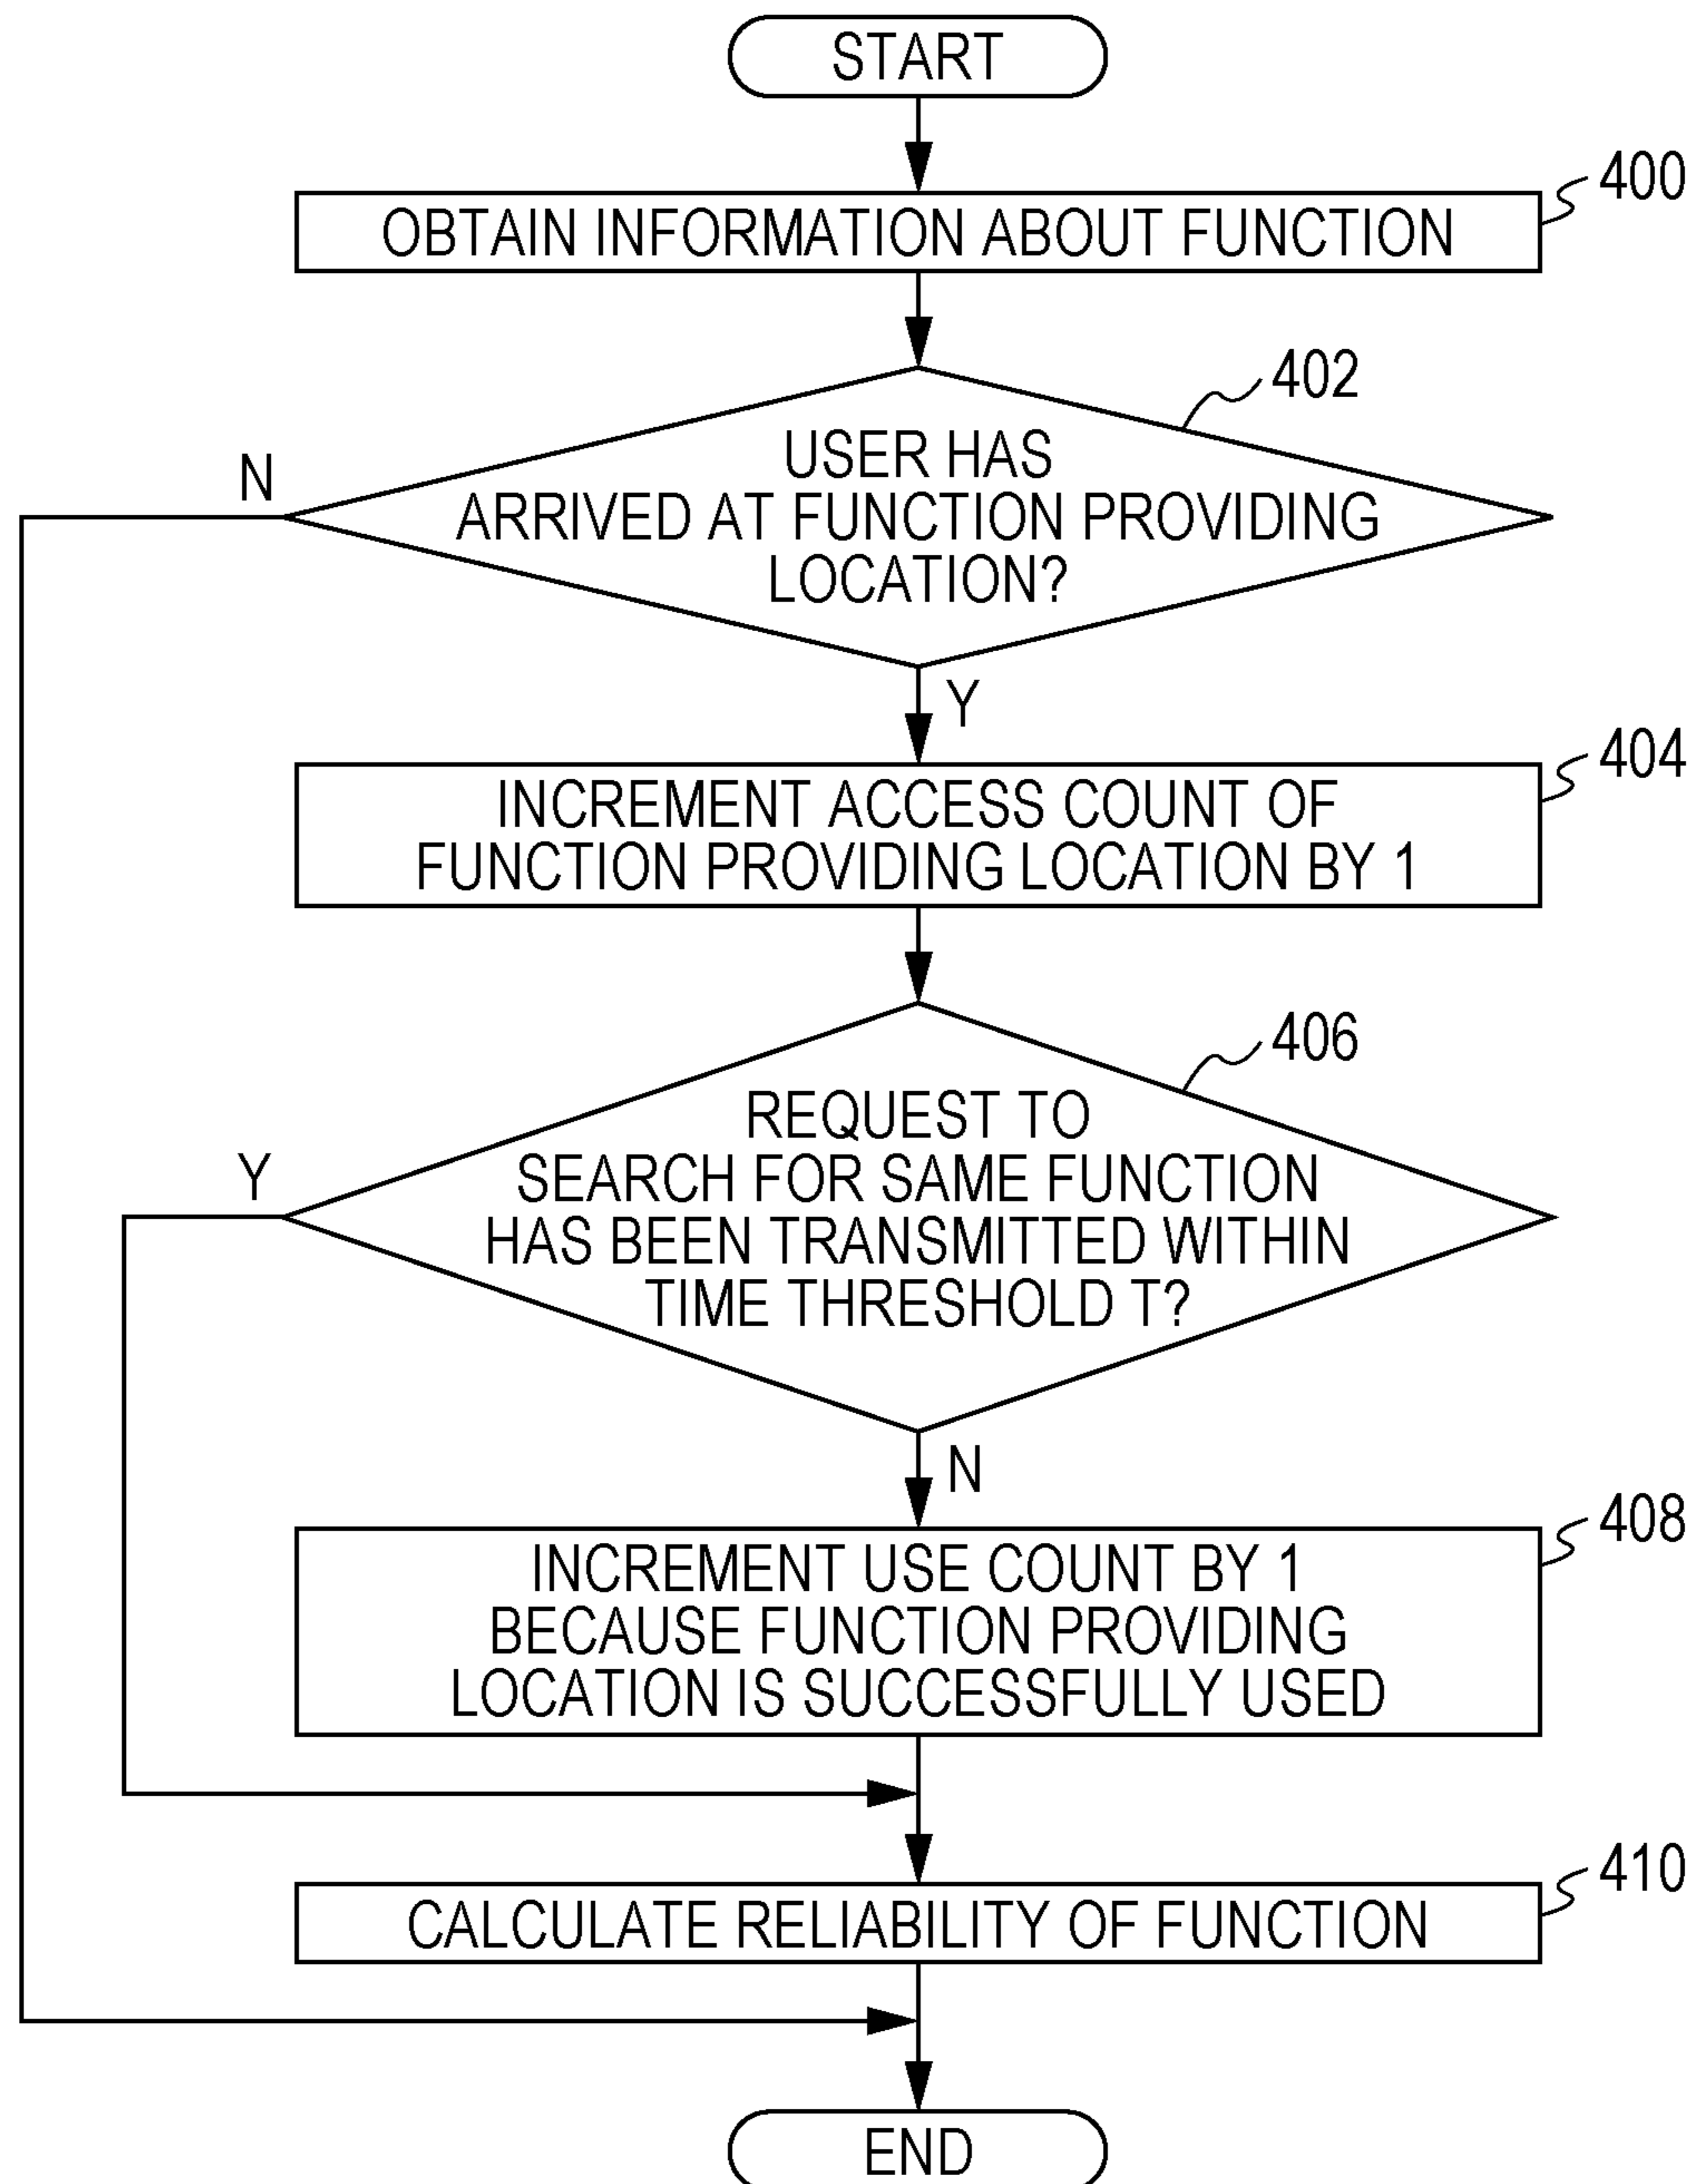 START
400
OBTAIN INFORMATION ABOUT FUNCTION
402
N
USER HAS
ARRIVED AT FUNCTION PROVIDING
LOCATION?
Y
404
INCREMENT ACCESS COUNT OF
FUNCTION PROVIDING LOCATION BY 1
406
Y
REQUEST TO
SEARCH FOR SAME FUNCTION
HAS BEEN TRANSMITTED WITHIN
TIME THRESHOLD T?
N
408
INCREMENT USE COUNT BY 1
BECAUSE FUNCTION PROVIDING
LOCATION IS SUCCESSFULLY USED
410
CALCULATE RELIABILITY OF FUNCTION
END